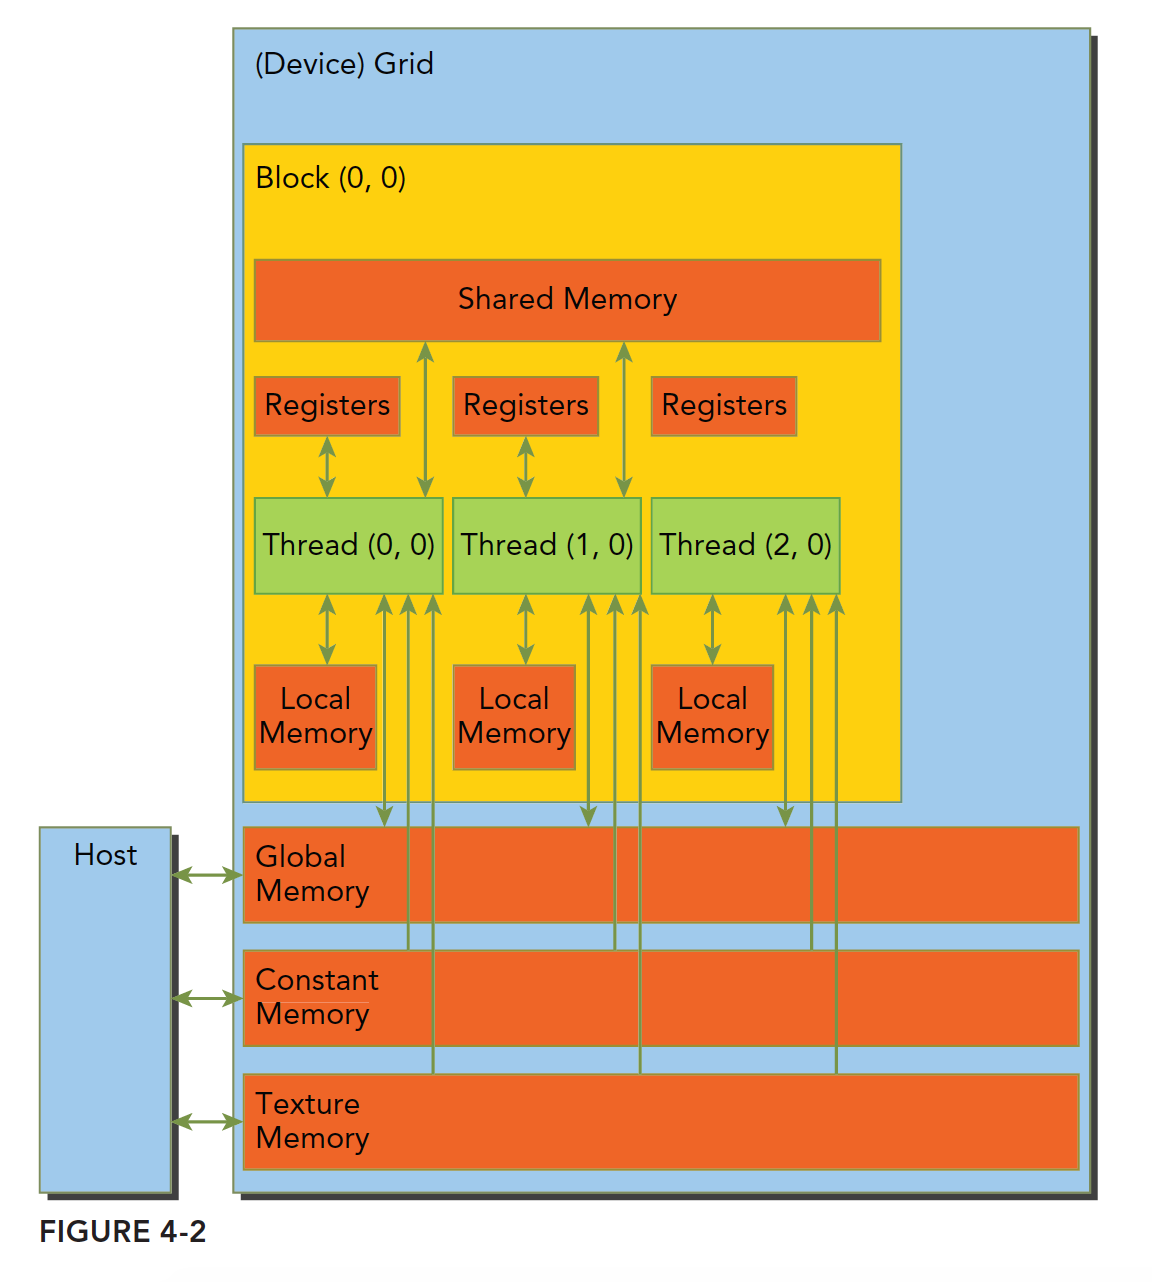 (Device) Grid
Block (0, 0)
Shared Memory
Registers
Registers
Registers
Thread (0, 0)
Thread (1, 0)
Thread (2, 0)
Local
Memory
Local
Memory
Local
Memory
Host
Global
Memory
Constant
Memory
Texture
Memory
FIGURE 4-2